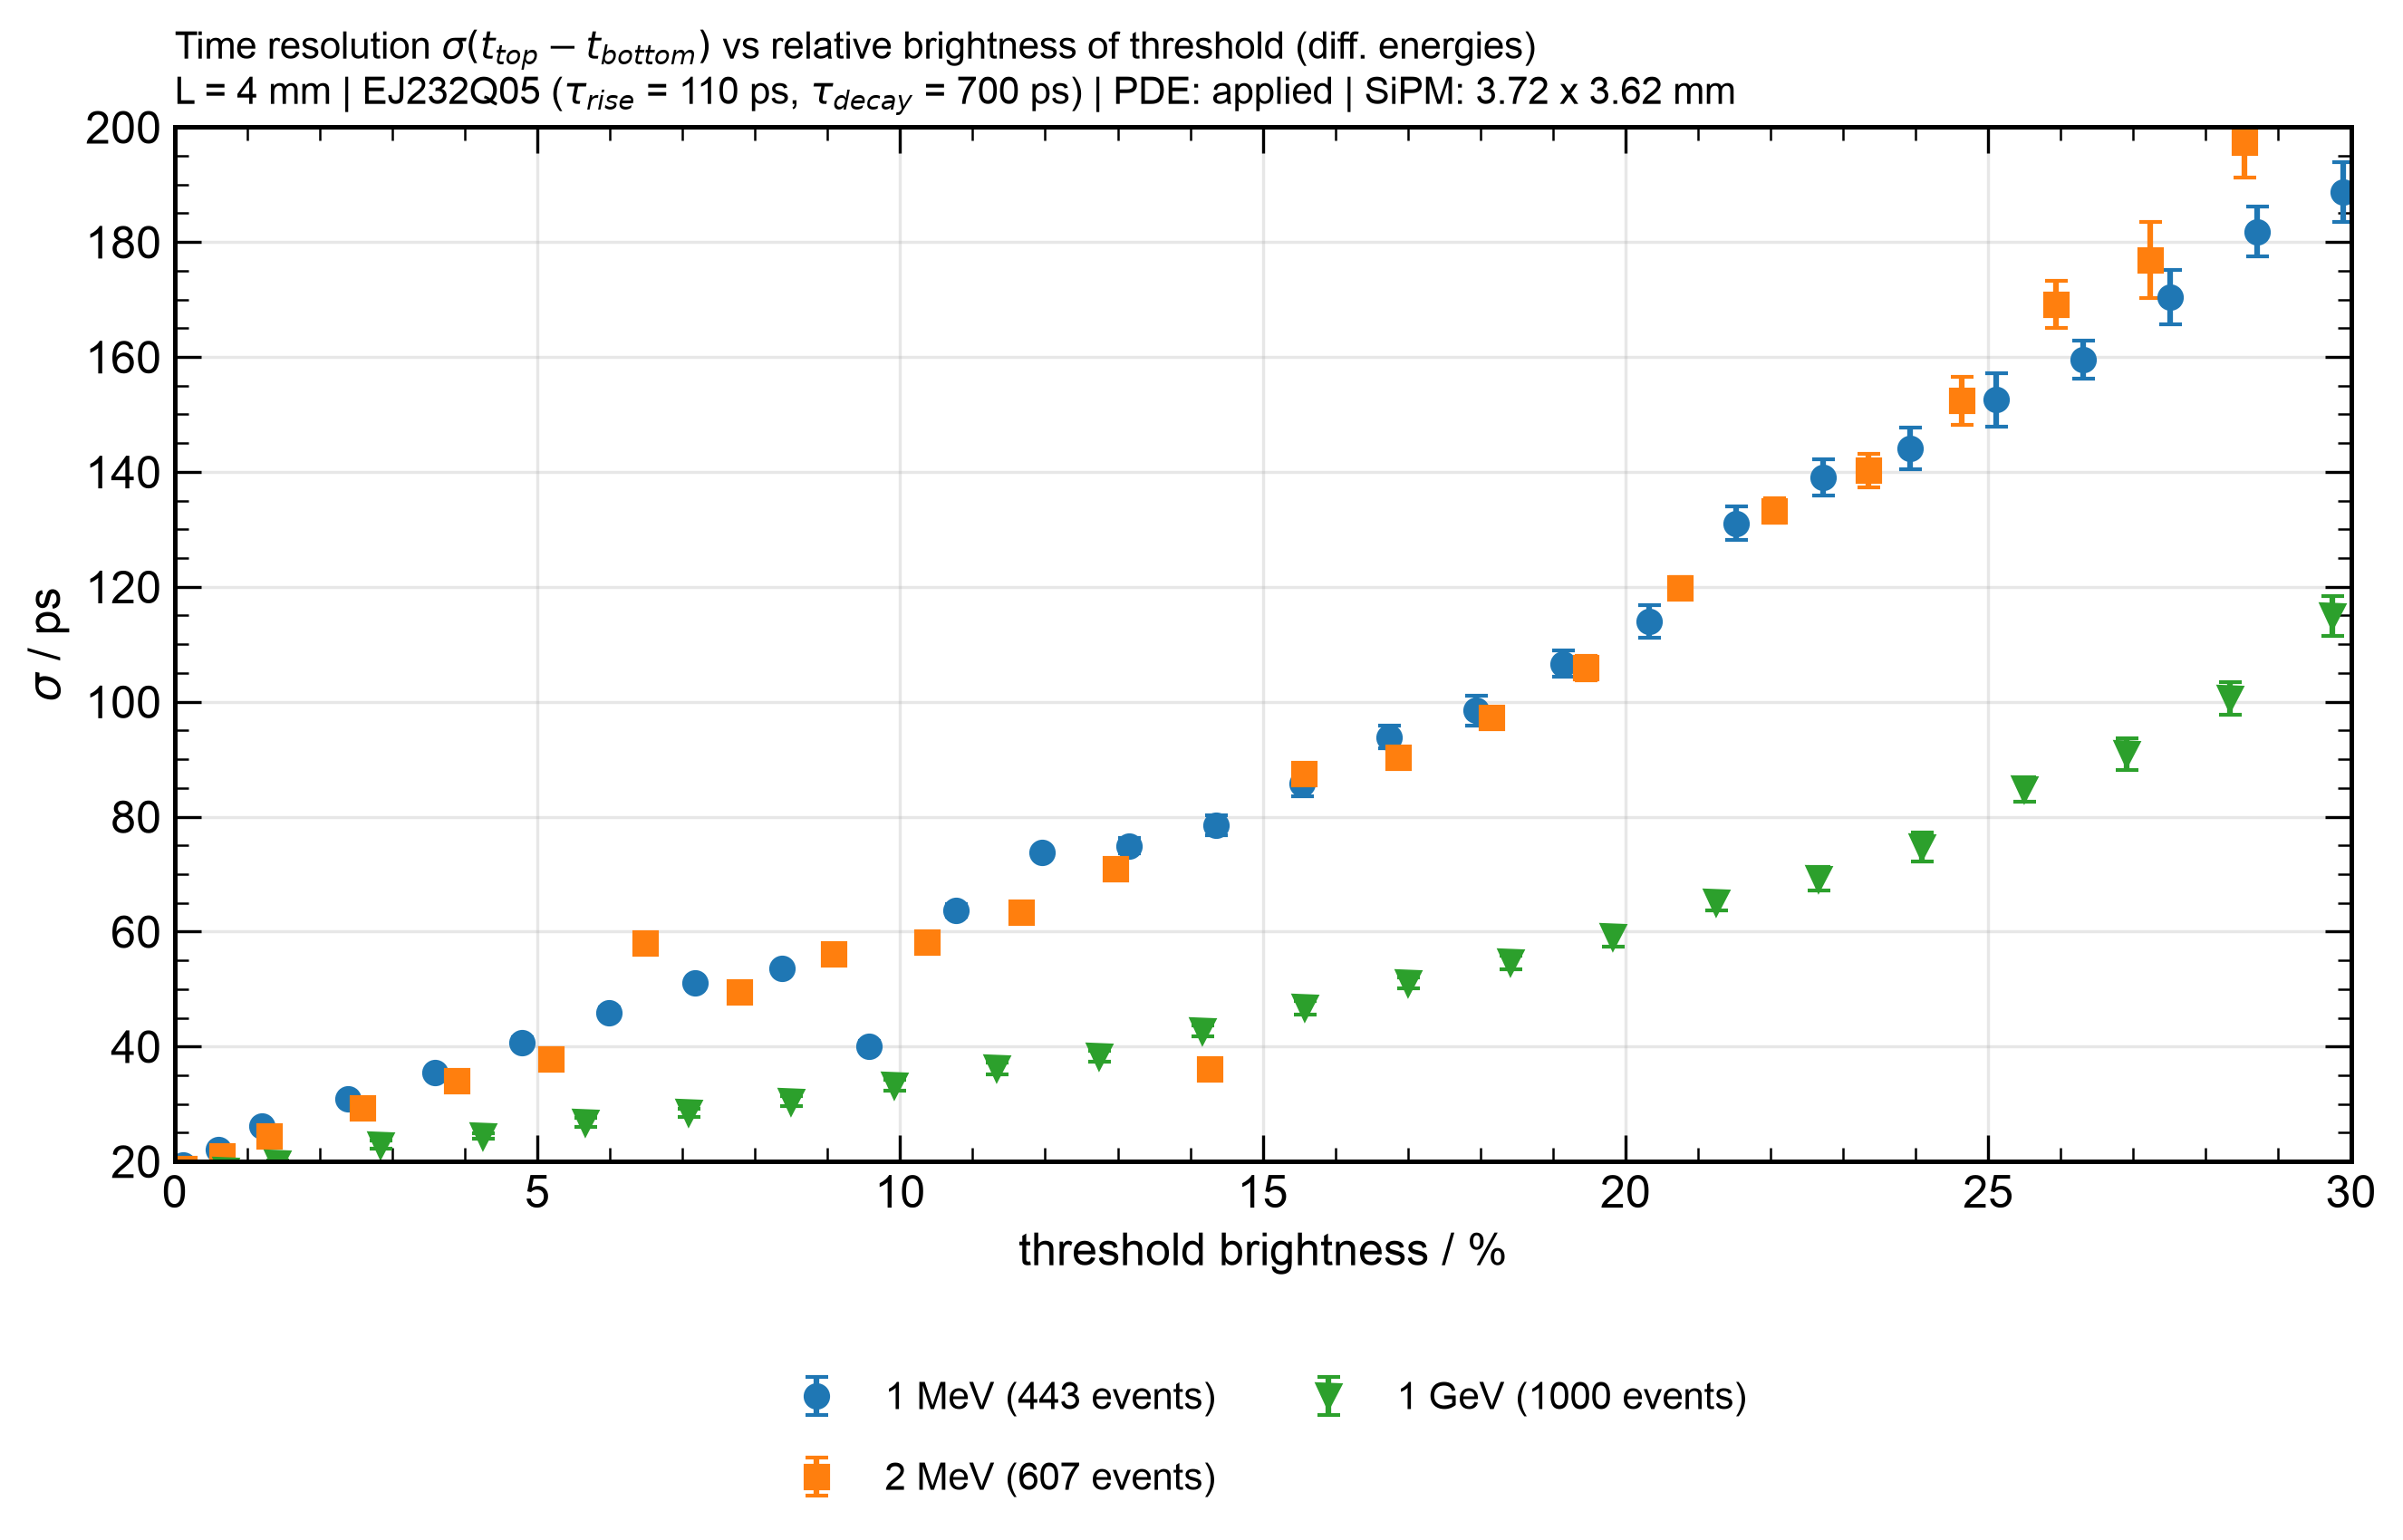 Time resolution σ(t_top − t_bottom) vs relative brightness of threshold (diff. energies)
L = 4 mm | EJ232Q05 (τ_rise = 110 ps, τ_decay = 700 ps) | PDE: applied | SiPM: 3.72 x 3.62 mm
200
180
160
140
120
100
80
60
40
20
σ / ps
0 5 10 15 20 25 30
threshold brightness / %
1 MeV (443 events)
2 MeV (607 events)
1 GeV (1000 events)